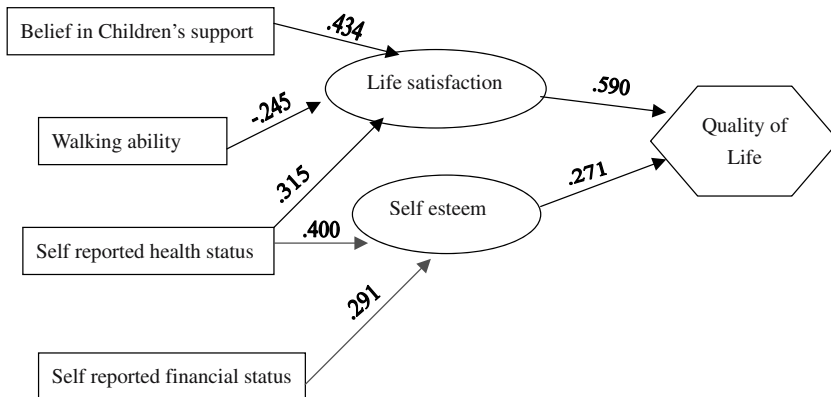 Belief in Children's support
.434
Life satisfaction
.590
-.245
Quality of
Life
Walking ability
.315
.271
Self esteem
.400
Self reported health status
.291
Self reported financial status